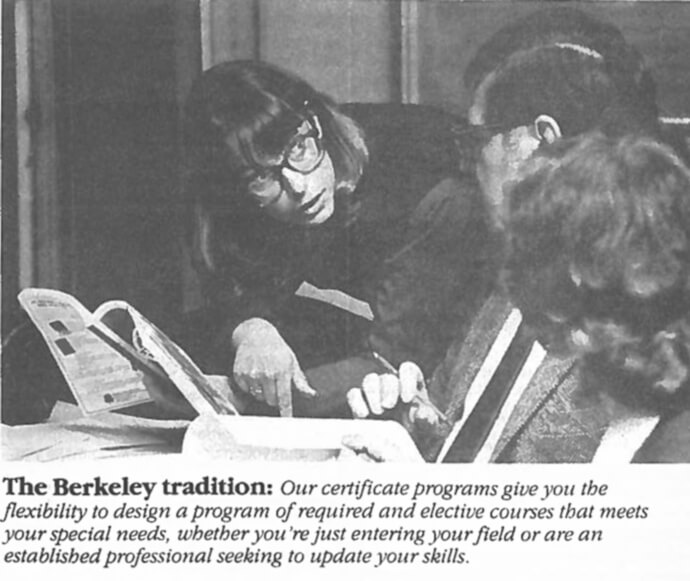 The Berkeley tradition: Our certificate programs give you the
flexibility to design a program of required and elective courses that meets
your special needs, whether you're just entering your field or are an
established professional seeking to update your skills.